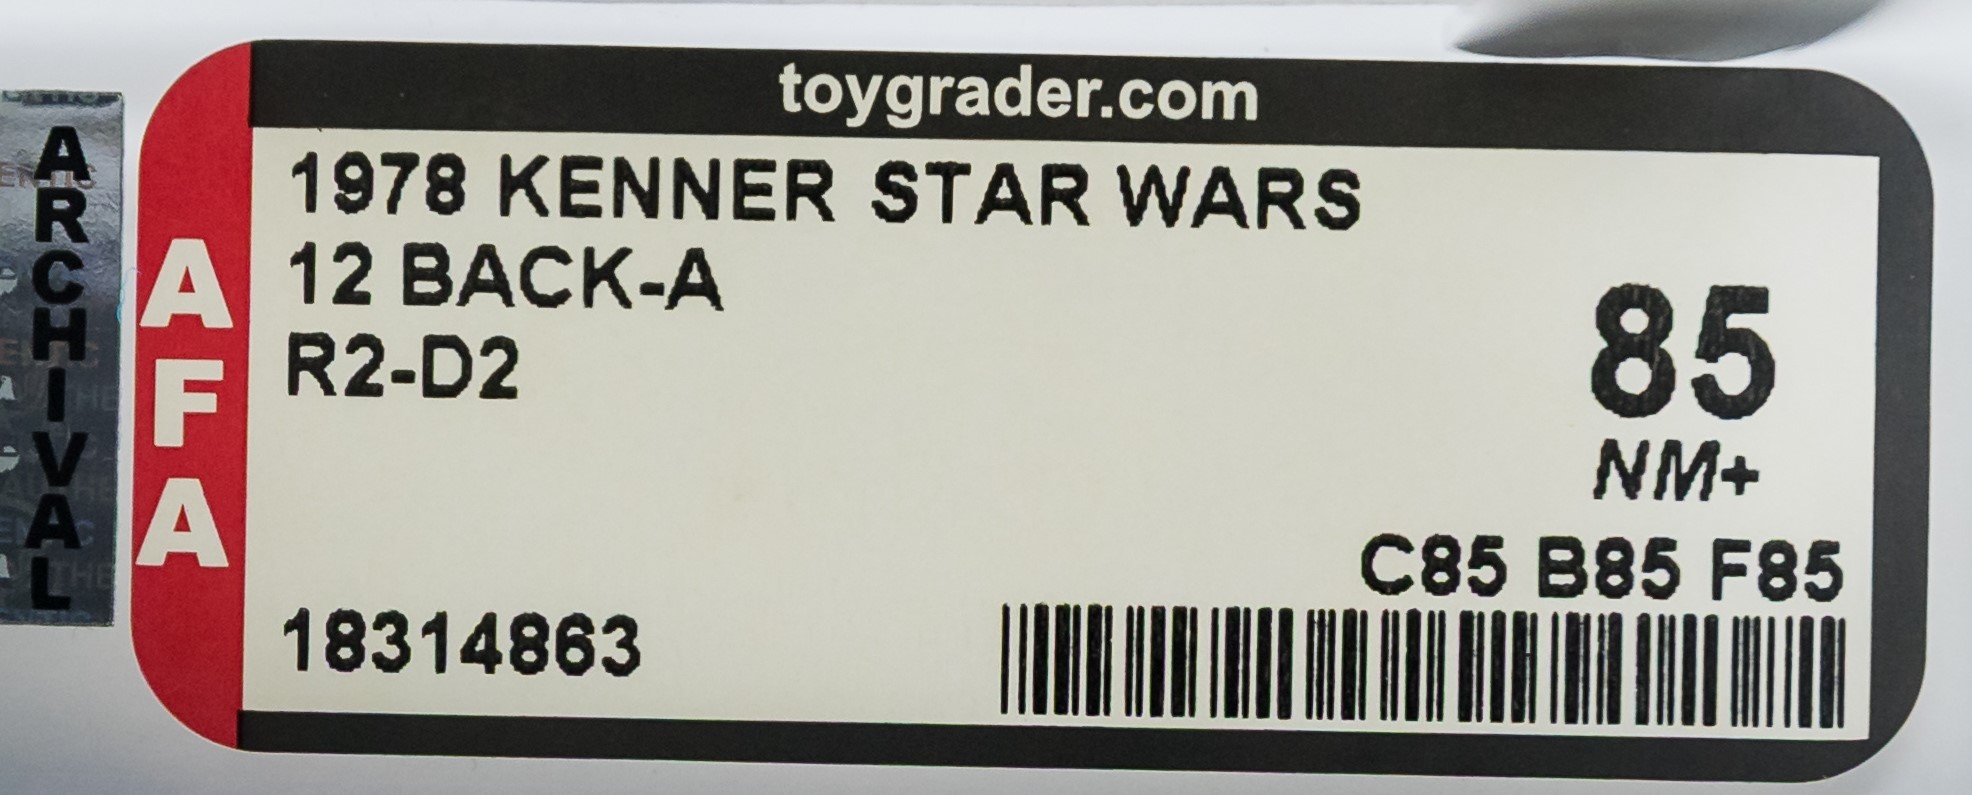 toygrader.com
ARCHIVAL
AFA
1978 KENNER STAR WARS
12 BACK-A
R2-D2
85
NM+
C85 B85 F85
18314863